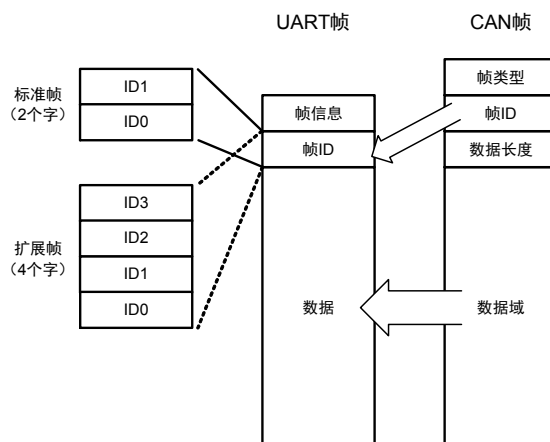 UART帧
CAN帧
标准帧
（2个字）
ID1
ID0
扩展帧
（4个字）
ID3
ID2
ID1
ID0
帧信息
帧ID
数据
帧类型
帧ID
数据长度
数据域